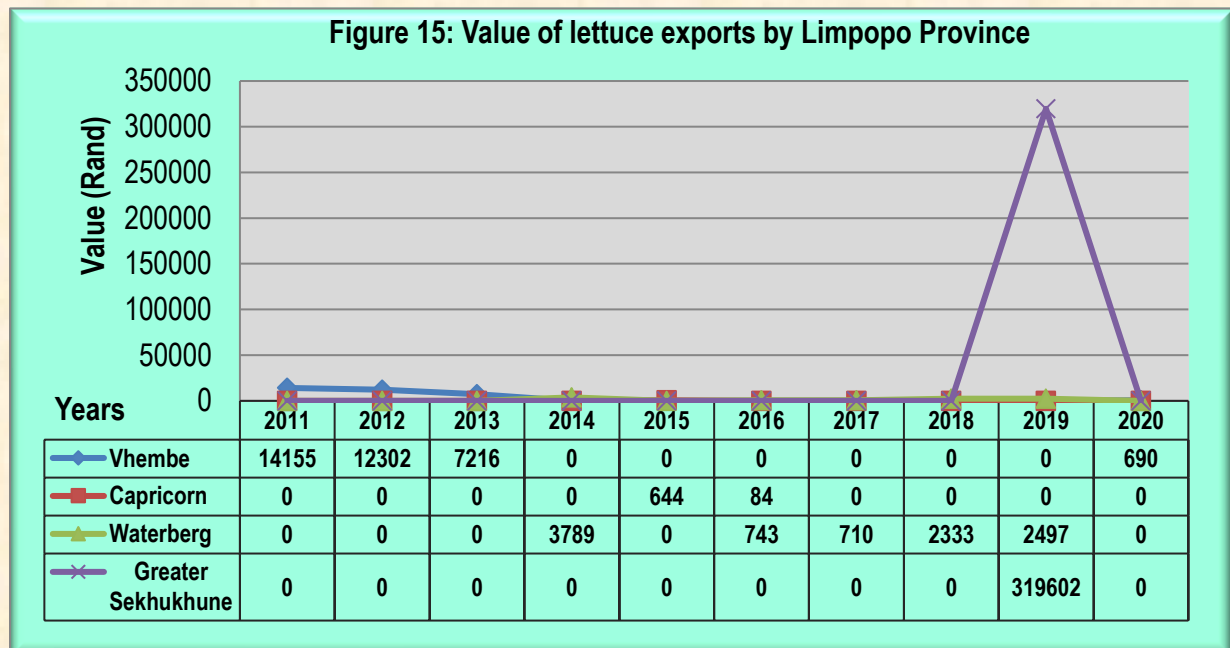 Figure 15: Value of lettuce exports by Limpopo Province
Value (Rand)
350000
300000
250000
200000
150000
100000
50000
0
Years
2011 2012 2013 2014 2015 2016 2017 2018 2019 2020
Vhembe 14155 12302 7216 0 0 0 0 0 0 690
Capricorn 0 0 0 0 644 84 0 0 0 0
Waterberg 0 0 0 3789 0 743 710 2333 2497 0
Greater
Sekhukhune 0 0 0 0 0 0 0 0 319602 0